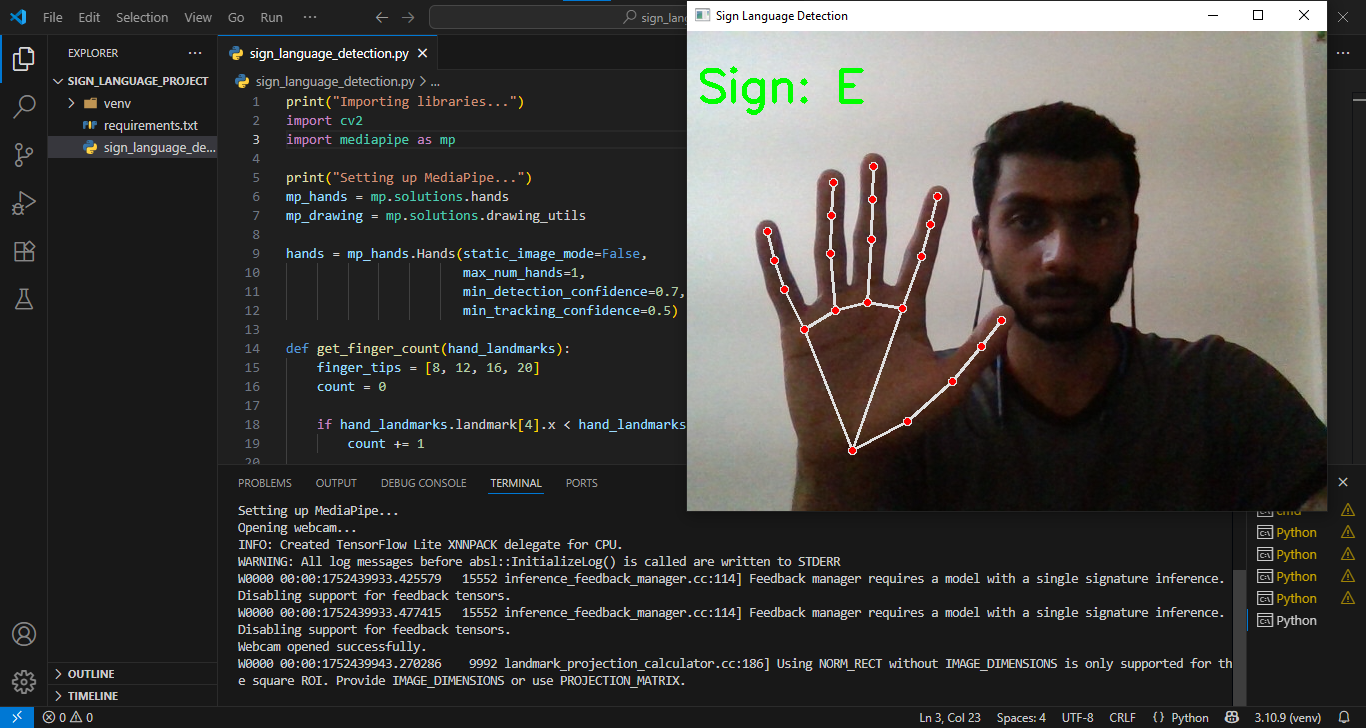 File Edit Selection View Go Run ···
sign_lang
Sign Language Detection
EXPLORER ···
SIGN_LANGUAGE_PROJECT
venv
requirements.txt
sign_language_de...
sign_language_detection.py
sign_language_detection.py > ...
1 print("Importing libraries...")
2 import cv2
3 import mediapipe as mp
4
5 print("Setting up MediaPipe...")
6 mp_hands = mp.solutions.hands
7 mp_drawing = mp.solutions.drawing_utils
8
9 hands = mp_hands.Hands(static_image_mode=False,
10 max_num_hands=1,
11 min_detection_confidence=0.7,
12 min_tracking_confidence=0.5)
13
14 def get_finger_count(hand_landmarks):
15 finger_tips = [8, 12, 16, 20]
16 count = 0
17
18 if hand_landmarks.landmark[4].x < hand_landmarks
19 count += 1
20
Sign: E
PROBLEMS OUTPUT DEBUG CONSOLE TERMINAL PORTS
Setting up MediaPipe...
Opening webcam...
INFO: Created TensorFlow Lite XNNPACK delegate for CPU.
WARNING: All log messages before absl::InitializeLog() is called are written to STDERR
W0000 00:00:1752439933.425579 15552 inference_feedback_manager.cc:114] Feedback manager requires a model with a single signature inference.
Disabling support for feedback tensors.
W0000 00:00:1752439933.477415 15552 inference_feedback_manager.cc:114] Feedback manager requires a model with a single signature inference.
Disabling support for feedback tensors.
Webcam opened successfully.
W0000 00:00:1752439943.270286 9992 landmark_projection_calculator.cc:186] Using NORM_RECT without IMAGE_DIMENSIONS is only supported for th
e square ROI. Provide IMAGE_DIMENSIONS or use PROJECTION_MATRIX.
cmd
Python
Python
Python
Python
Python
OUTLINE
TIMELINE
0 0
Ln 3, Col 23 Spaces: 4 UTF-8 CRLF {} Python 3.10.9 (venv)